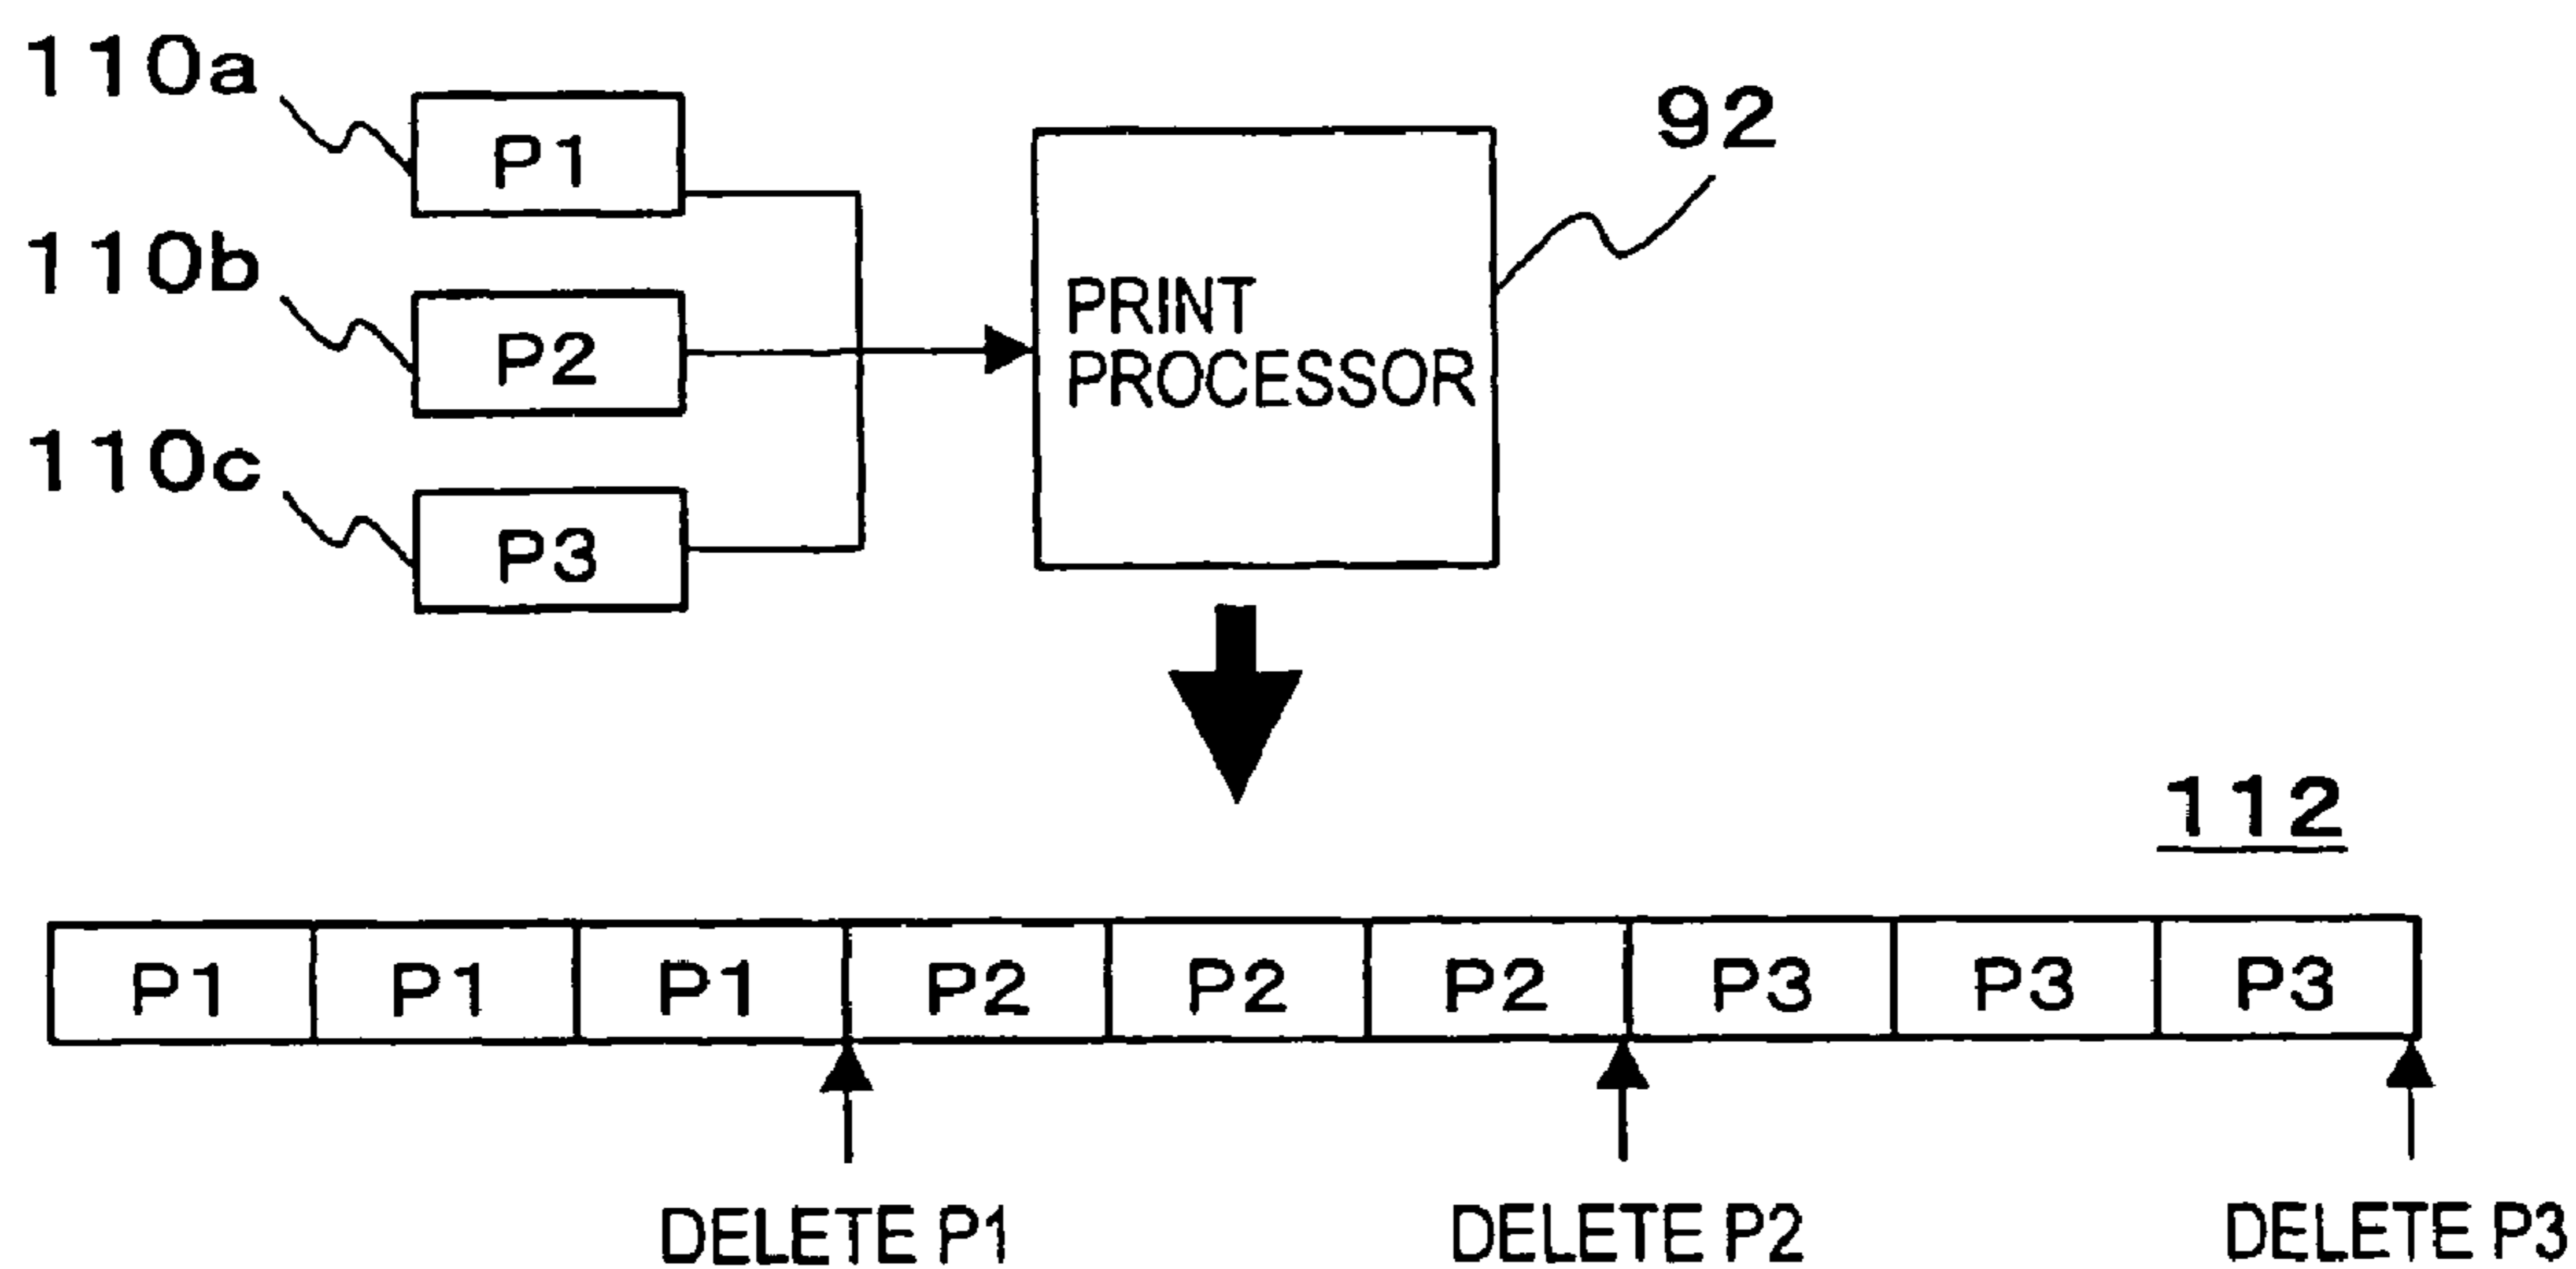 110a
P1
92
110b
PRINT
P2
PROCESSOR
110c
P3
112
P1 P1 P1 P2 P2 P2 P3 P3 P3
DELETE P1 DELETE P2 DELETE P3